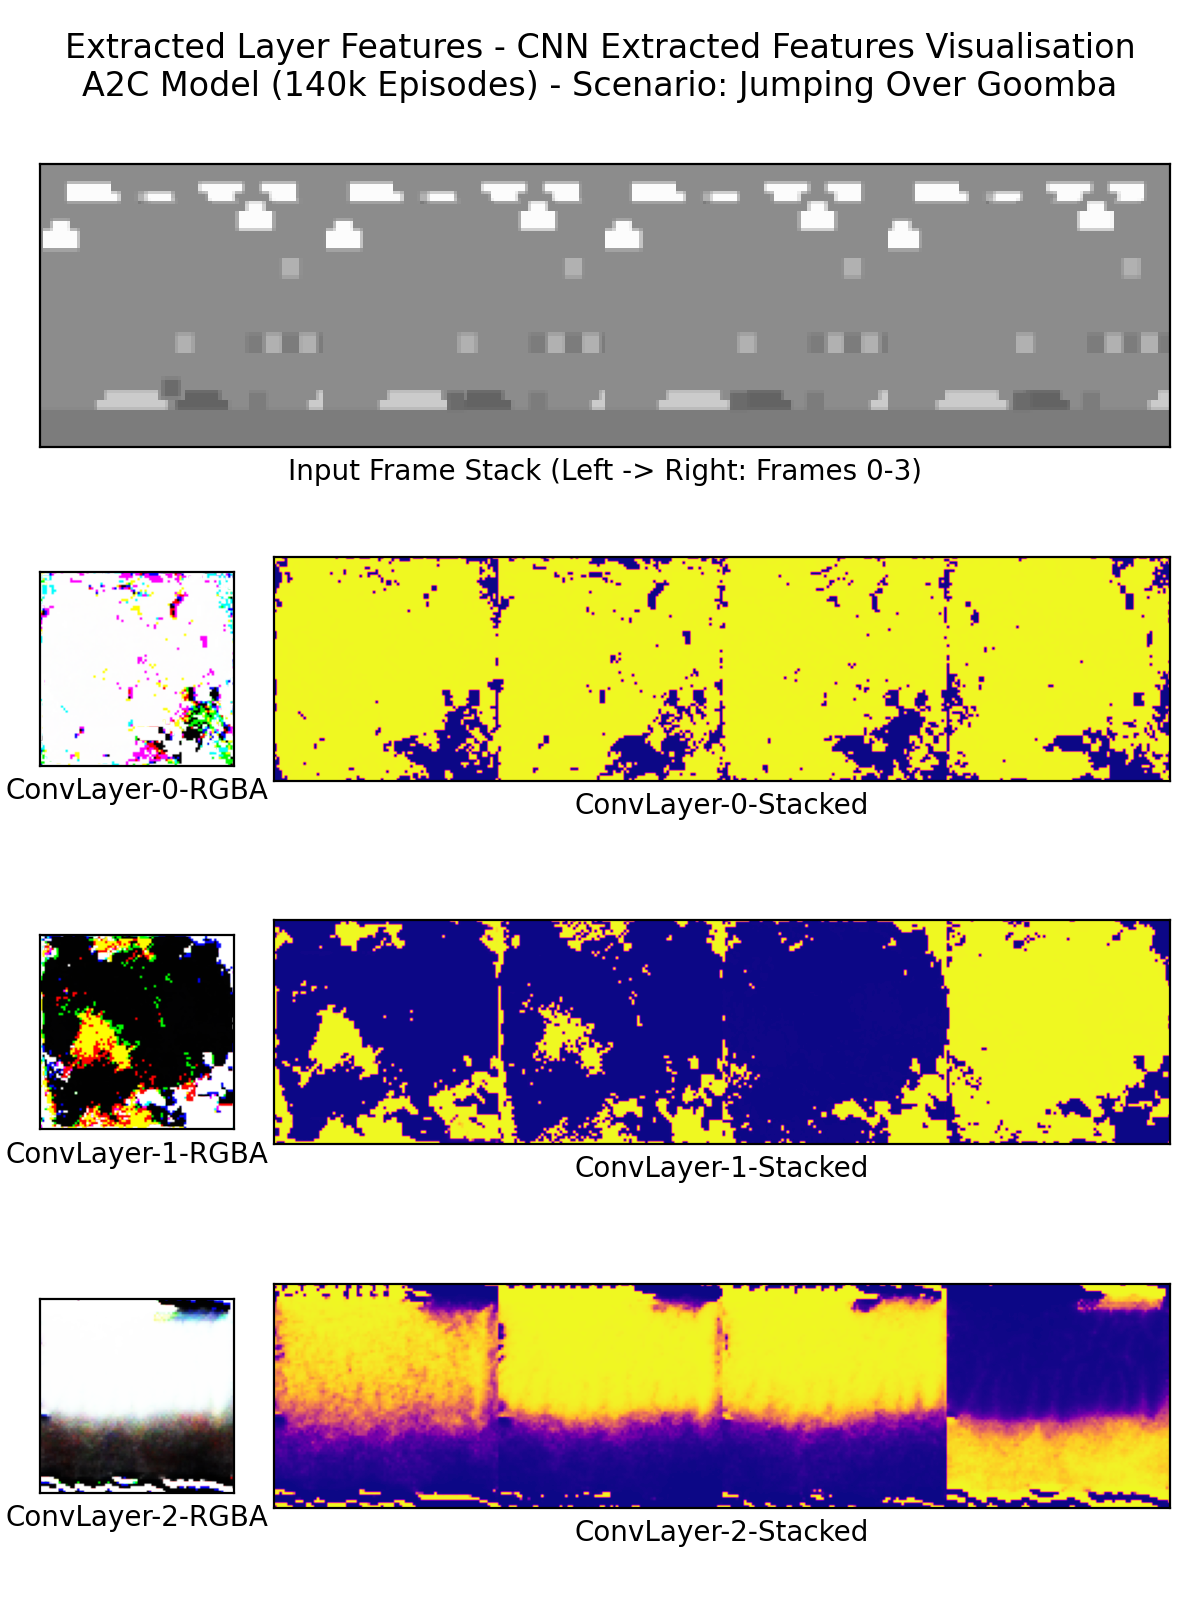 Extracted Layer Features - CNN Extracted Features Visualisation
A2C Model (140k Episodes) - Scenario: Jumping Over Goomba
Input Frame Stack (Left -> Right: Frames 0-3)
ConvLayer-0-RGBA
ConvLayer-0-Stacked
ConvLayer-1-RGBA
ConvLayer-1-Stacked
ConvLayer-2-RGBA
ConvLayer-2-Stacked